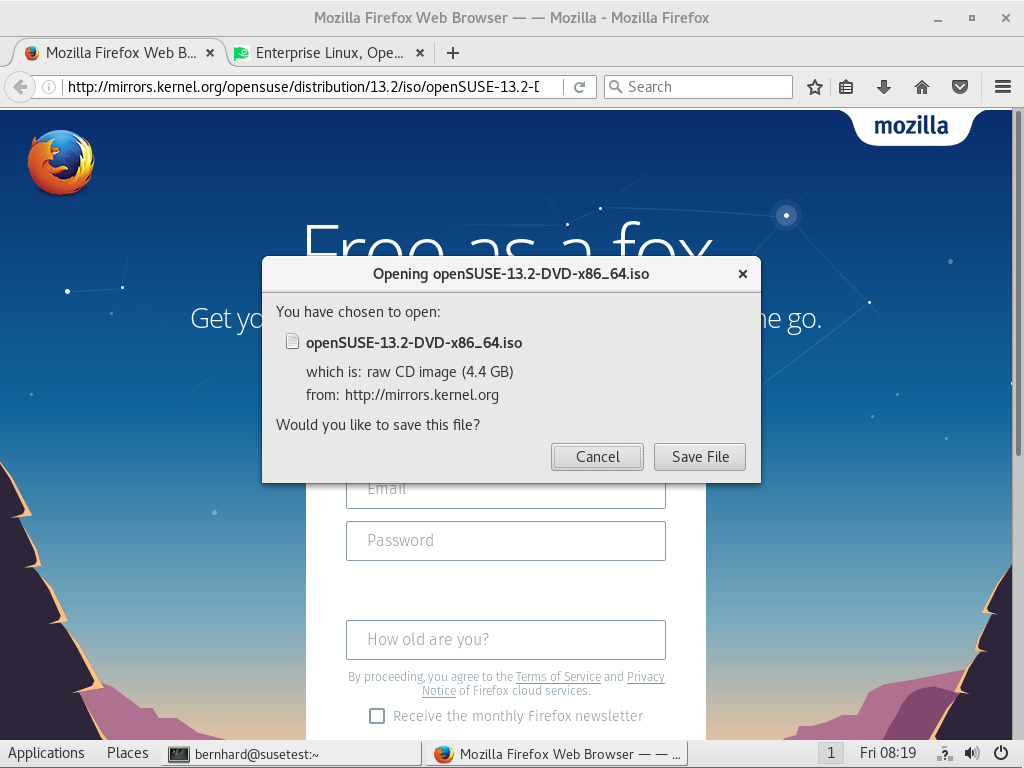 Mozilla Firefox Web Browser — — Mozilla - Mozilla Firefox
Mozilla Firefox Web B...
Enterprise Linux, Ope...
http://mirrors.kernel.org/opensuse/distribution/13.2/iso/openSUSE-13.2-D
Search
mozilla
Free as a fox
Opening openSUSE-13.2-DVD-x86_64.iso
You have chosen to open:
Get yo
e go.
openSUSE-13.2-DVD-x86_64.iso
which is: raw CD image (4.4 GB)
from: http://mirrors.kernel.org
Would you like to save this file?
Cancel
Save File
Email
Password
How old are you?
By proceeding, you agree to the Terms of Service and Privacy
Notice of Firefox cloud services.
Receive the monthly Firefox newsletter
Applications
Places
bernhard@susetest:~
Mozilla Firefox Web Browser — — ...
1
Fri 08:19